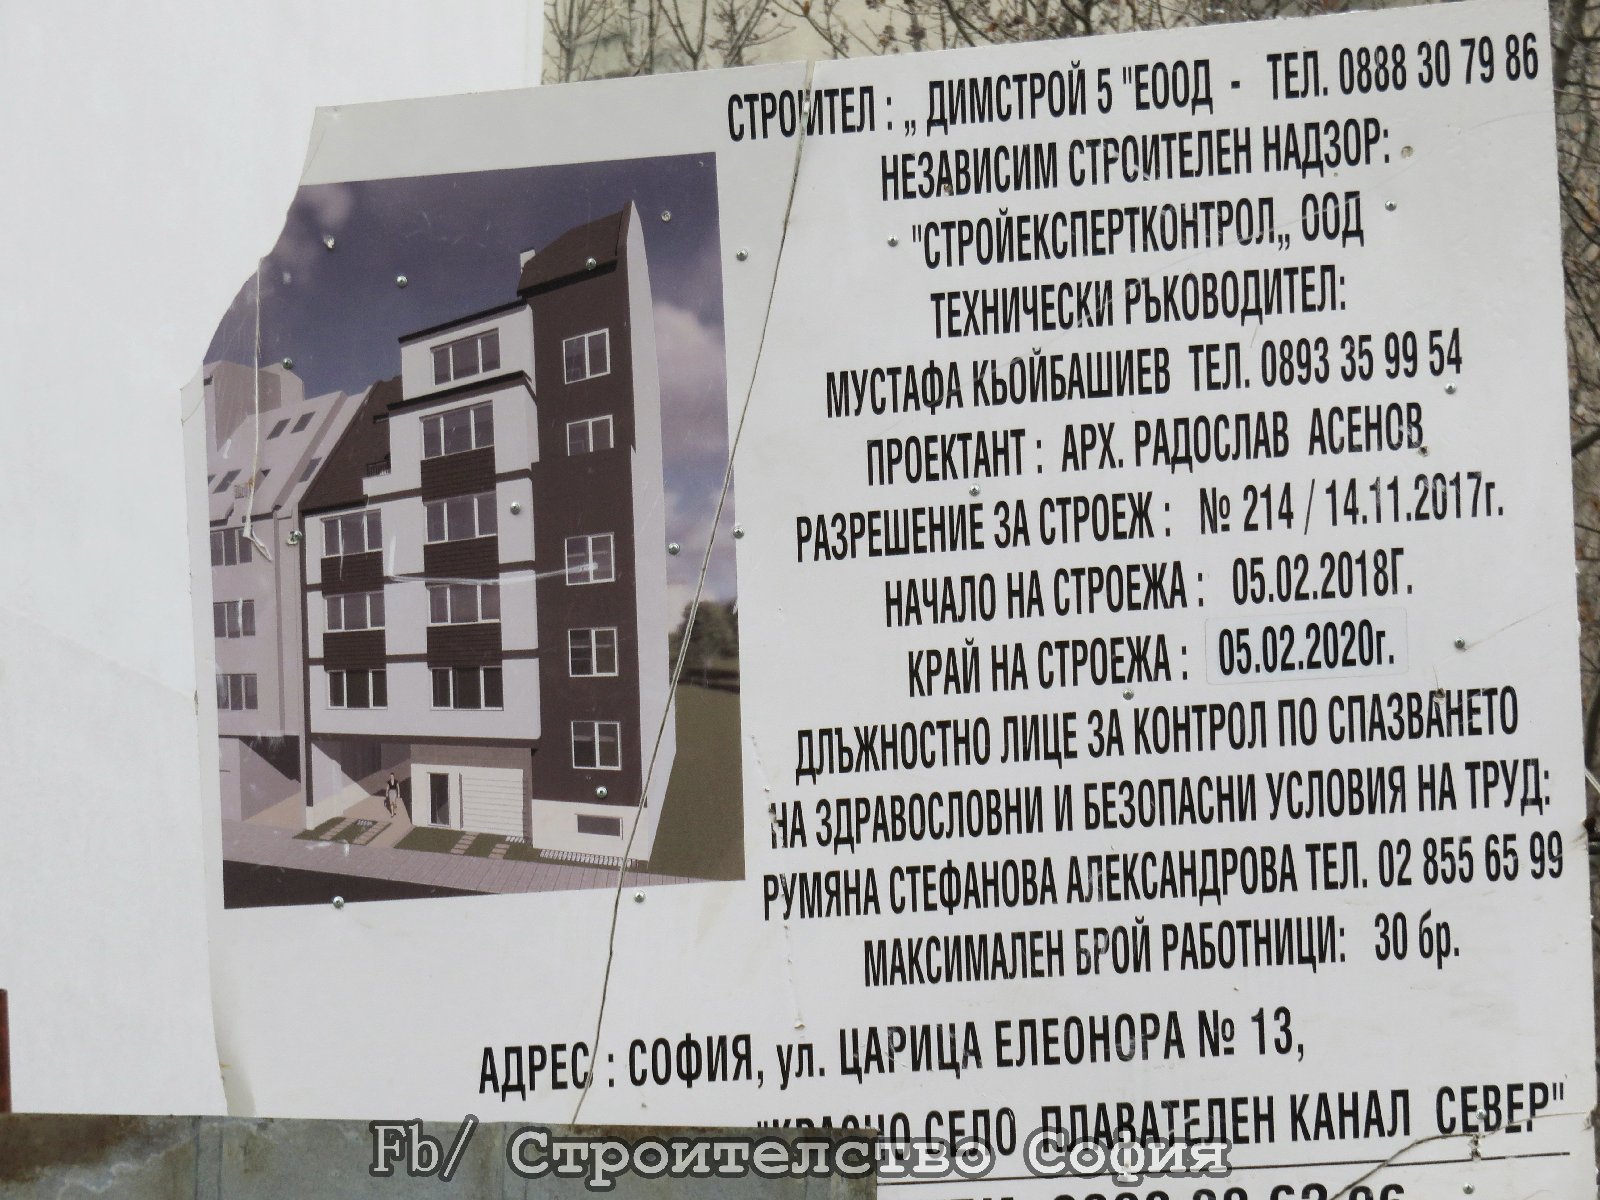 СТРОИТЕЛ : „ ДИМСТРОЙ 5 "ЕООД - ТЕЛ. 0888 30 79 86
НЕЗАВИСИМ СТРОИТЕЛЕН НАДЗОР:
"СТРОЙЕКСПЕРТКОНТРОЛ„ ООД
ТЕХНИЧЕСКИ РЪКОВОДИТЕЛ:
МУСТАФА КЬОЙБАШИЕВ ТЕЛ. 0893 35 99 54
ПРОЕКТАНТ : АРХ. РАДОСЛАВ АСЕНОВ
РАЗРЕШЕНИЕ ЗА СТРОЕЖ : № 214 / 14.11.2017г.
НАЧАЛО НА СТРОЕЖА : 05.02.2018Г.
КРАЙ НА СТРОЕЖА : 05.02.2020г.
ДЛЪЖНОСТНО ЛИЦЕ ЗА КОНТРОЛ ПО СПАЗВАНЕТО
НА ЗДРАВОСЛОВНИ И БЕЗОПАСНИ УСЛОВИЯ НА ТРУД:
РУМЯНА СТЕФАНОВА АЛЕКСАНДРОВА ТЕЛ. 02 855 65 99
МАКСИМАЛЕН БРОЙ РАБОТНИЦИ: 30 бр.
АДРЕС : СОФИЯ, ул. ЦАРИЦА ЕЛЕОНОРА № 13,
"КРАСНО СЕЛО ПЛАВАТЕЛЕН КАНАЛ СЕВЕР"
Fb/ Строителство София